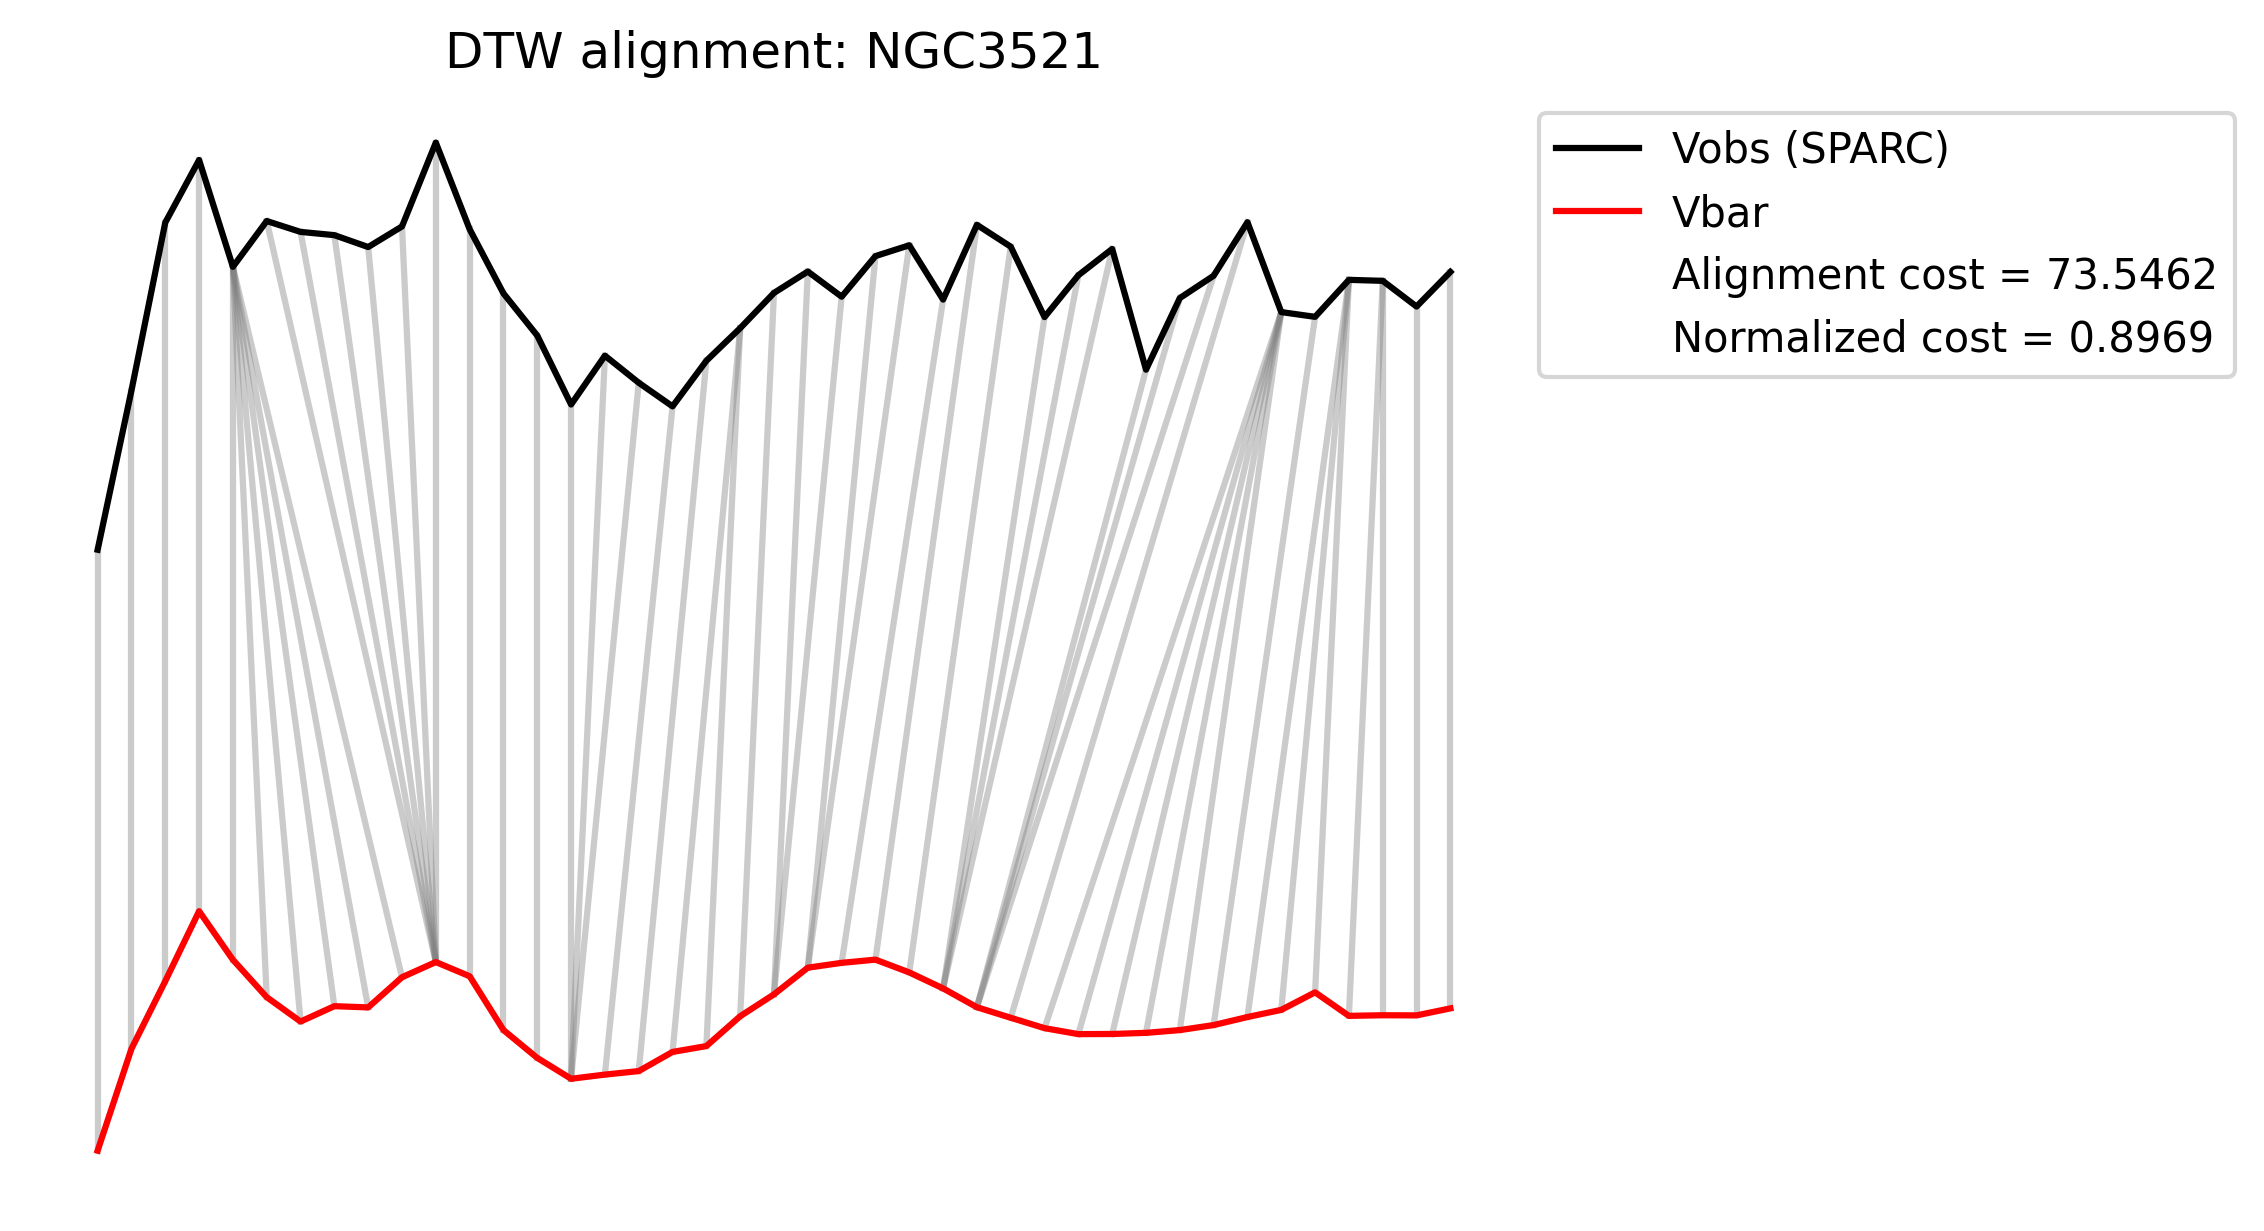 DTW alignment: NGC3521
Vobs (SPARC)
Vbar
Alignment cost = 73.5462
Normalized cost = 0.8969